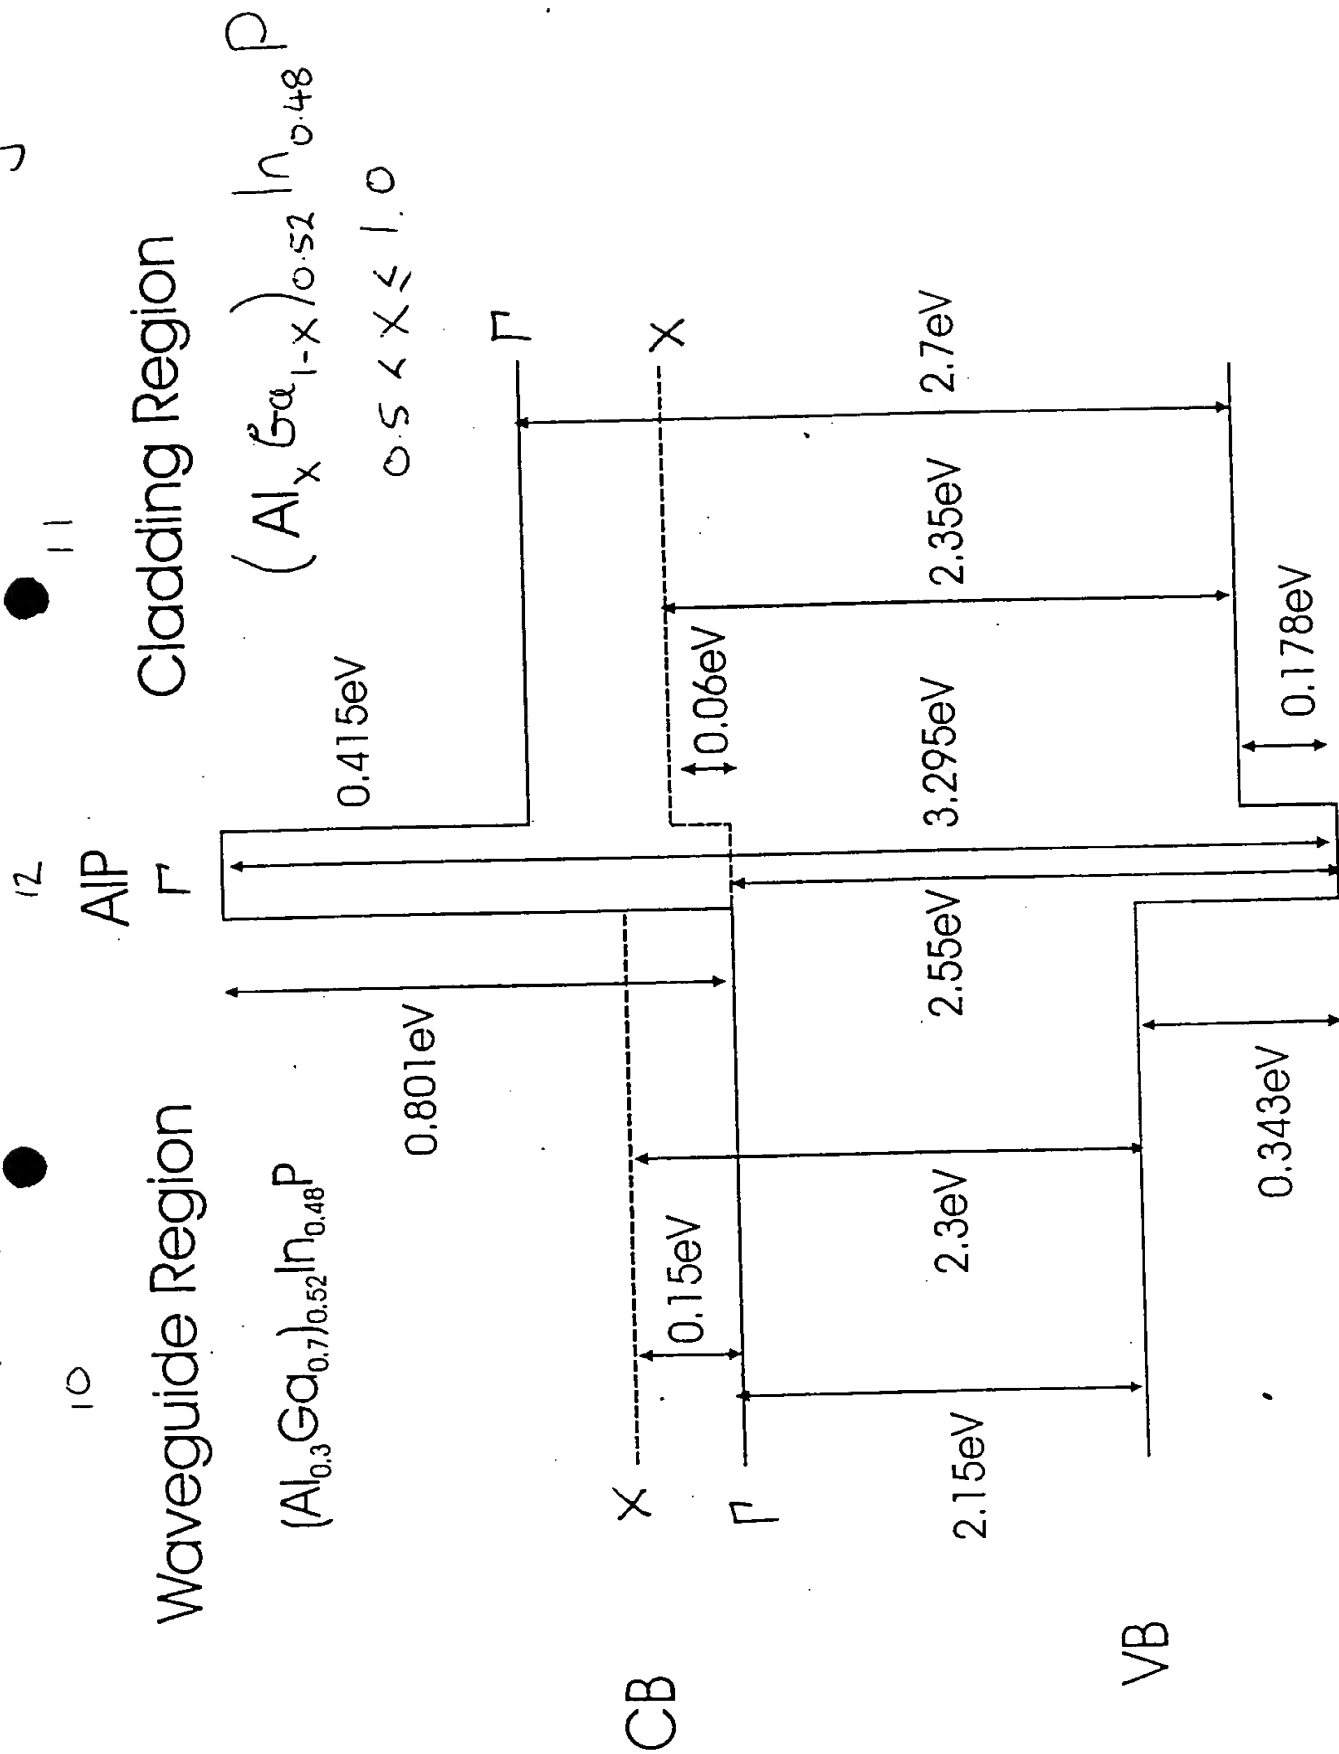 10
12
11
Waveguide Region
AlP
Cladding Region
(Al0.3Ga0.7)0.52In0.48P
Γ
(AlxGa1-x)0.52In0.48P
0.5 < x ≤ 1.0
0.801eV
0.415eV
X
0.15eV
Γ
CB
Γ
X
0.06eV
2.15eV
2.3eV
2.55eV
3.295eV
2.35eV
2.7eV
VB
0.343eV
0.178eV